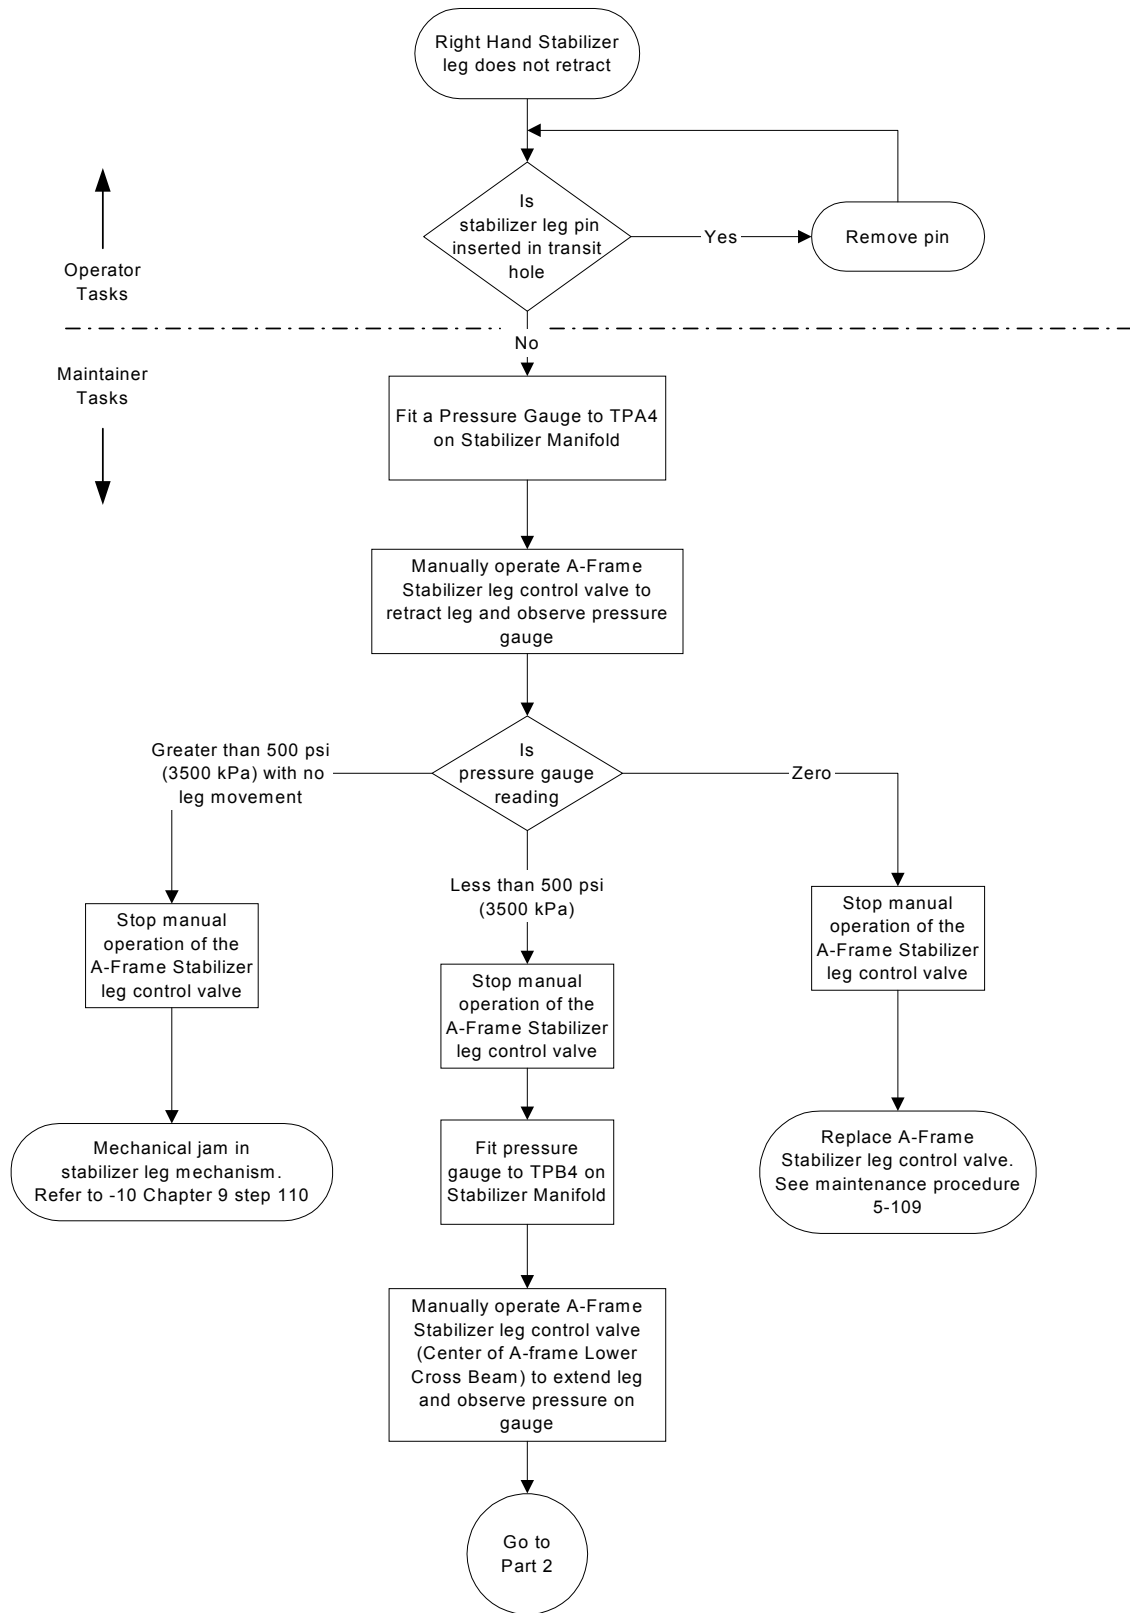 Right Hand Stabilizer
leg does not retract
Is
stabilizer leg pin
inserted in transit
hole
Yes
Remove pin
Operator
Tasks
No
Maintainer
Tasks
Fit a Pressure Gauge to TPA4
on Stabilizer Manifold
Manually operate A-Frame
Stabilizer leg control valve to
retract leg and observe pressure
gauge
Is
pressure gauge
reading
Greater than 500 psi
(3500 kPa) with no
leg movement
Zero
Less than 500 psi
(3500 kPa)
Stop manual
operation of the
A-Frame Stabilizer
leg control valve
Stop manual
operation of the
A-Frame Stabilizer
leg control valve
Stop manual
operation of the
A-Frame Stabilizer
leg control valve
Mechanical jam in
stabilizer leg mechanism.
Refer to -10 Chapter 9 step 110
Fit pressure
gauge to TPB4 on
Stabilizer Manifold
Replace A-Frame
Stabilizer leg control valve.
See maintenance procedure
5-109
Manually operate A-Frame
Stabilizer leg control valve
(Center of A-frame Lower
Cross Beam) to extend leg
and observe pressure on
gauge
Go to
Part 2